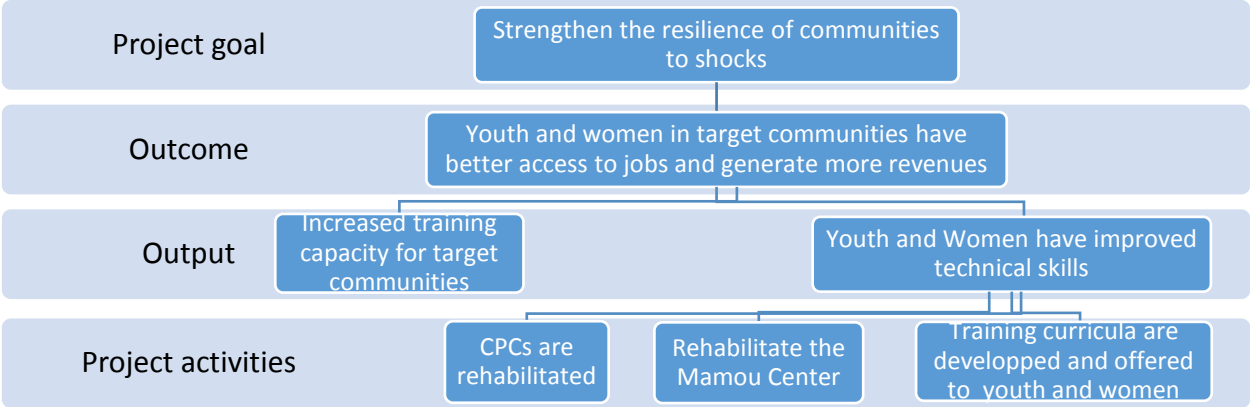 Project goal
Strengthen the resilience of communities
to shocks
Outcome
Youth and women in target communities have
better access to jobs and generate more revenues
Output
Increased training
capacity for target
communities
Youth and Women have improved
technical skills
Project activities
CPCs are
rehabilitated
Rehabilitate the
Mamou Center
Training curricula are
developped and offered
to youth and women